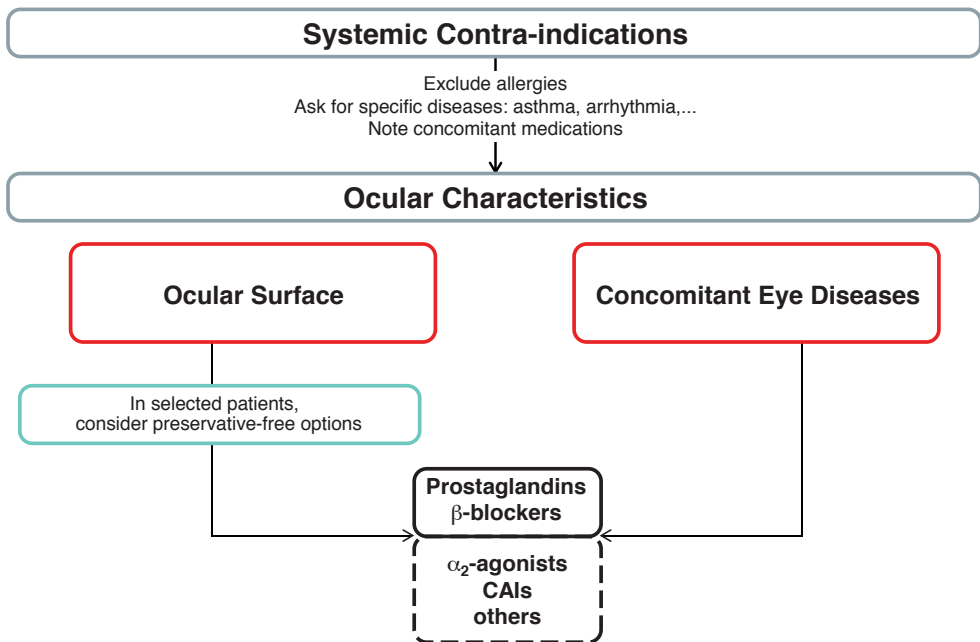 Systemic Contra-indications
Exclude allergies
Ask for specific diseases: asthma, arrhythmia,...
Note concomitant medications
Ocular Characteristics
Ocular Surface
Concomitant Eye Diseases
In selected patients,
consider preservative-free options
Prostaglandins
β-blockers
α₂-agonists
CAIs
others